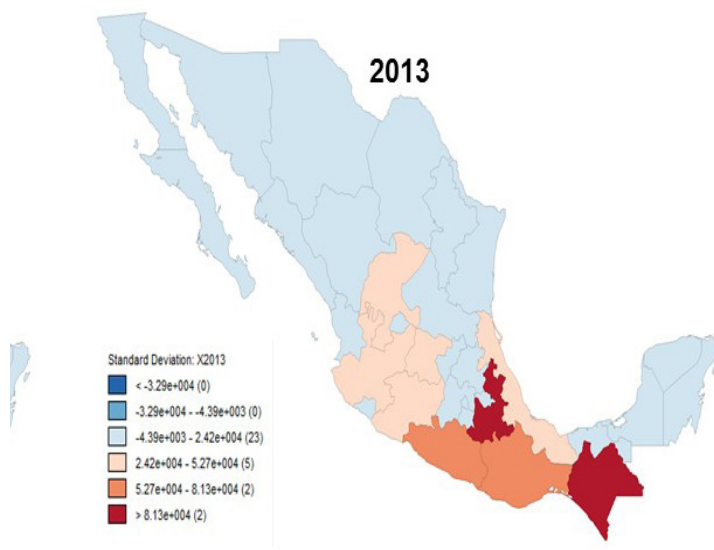 2013
Standard Deviation: X2013
< -3.29e+004 (0)
-3.29e+004 - -4.39e+003 (0)
-4.39e+003 - 2.42e+004 (23)
2.42e+004 - 5.27e+004 (5)
5.27e+004 - 8.13e+004 (2)
> 8.13e+004 (2)